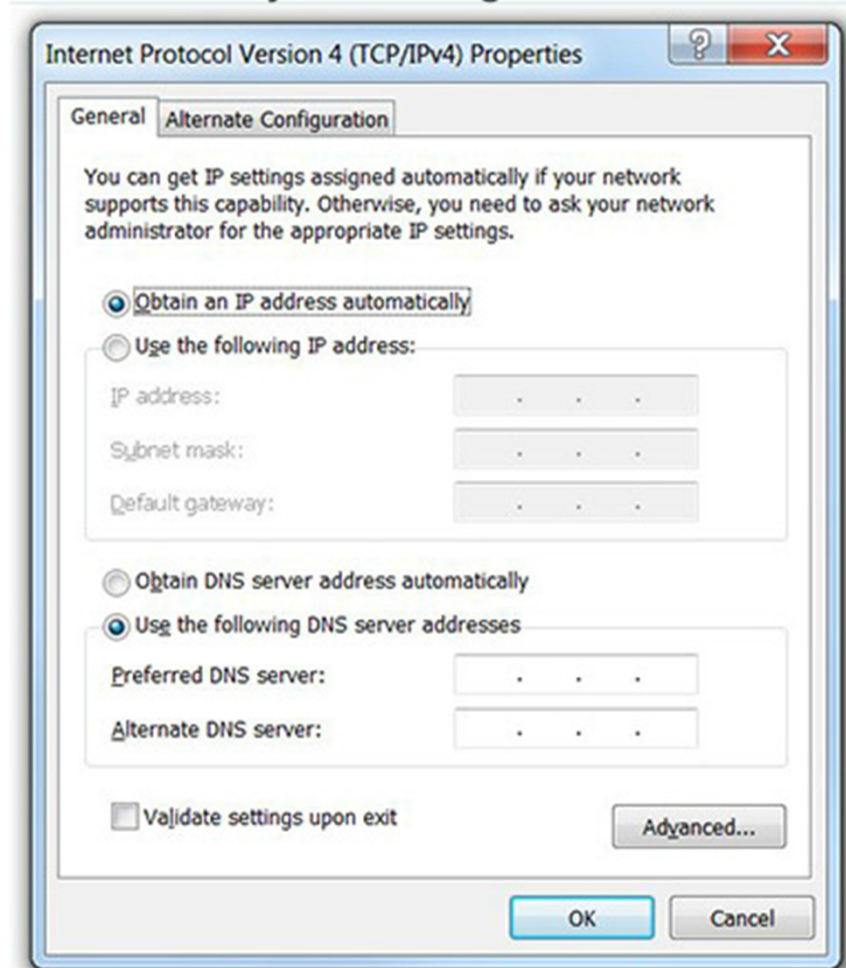 Internet Protocol Version 4 (TCP/IPv4) Properties
General
Alternate Configuration
You can get IP settings assigned automatically if your network
supports this capability. Otherwise, you need to ask your network
administrator for the appropriate IP settings.
Obtain an IP address automatically
Use the following IP address:
IP address:
Subnet mask:
Default gateway:
Obtain DNS server address automatically
Use the following DNS server addresses
Preferred DNS server:
Alternate DNS server:
Validate settings upon exit
Advanced...
OK
Cancel